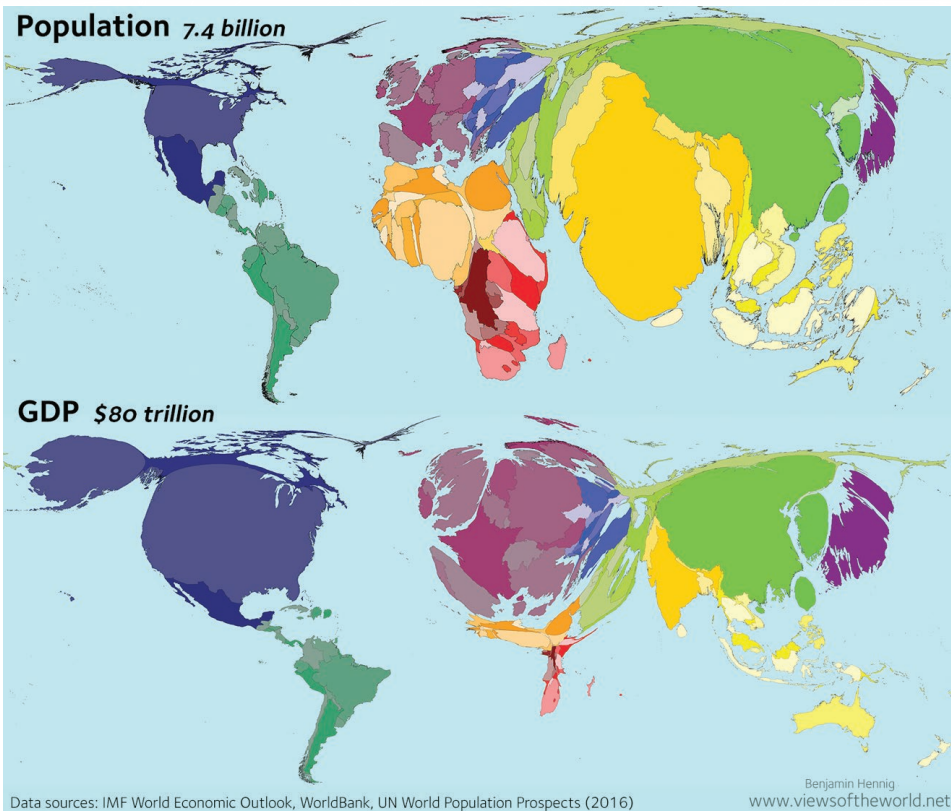 Population 7.4 billion
GDP $80 trillion
Benjamin Hennig
Data sources: IMF World Economic Outlook, WorldBank, UN World Population Prospects (2016)
www.viewsoftheworld.net